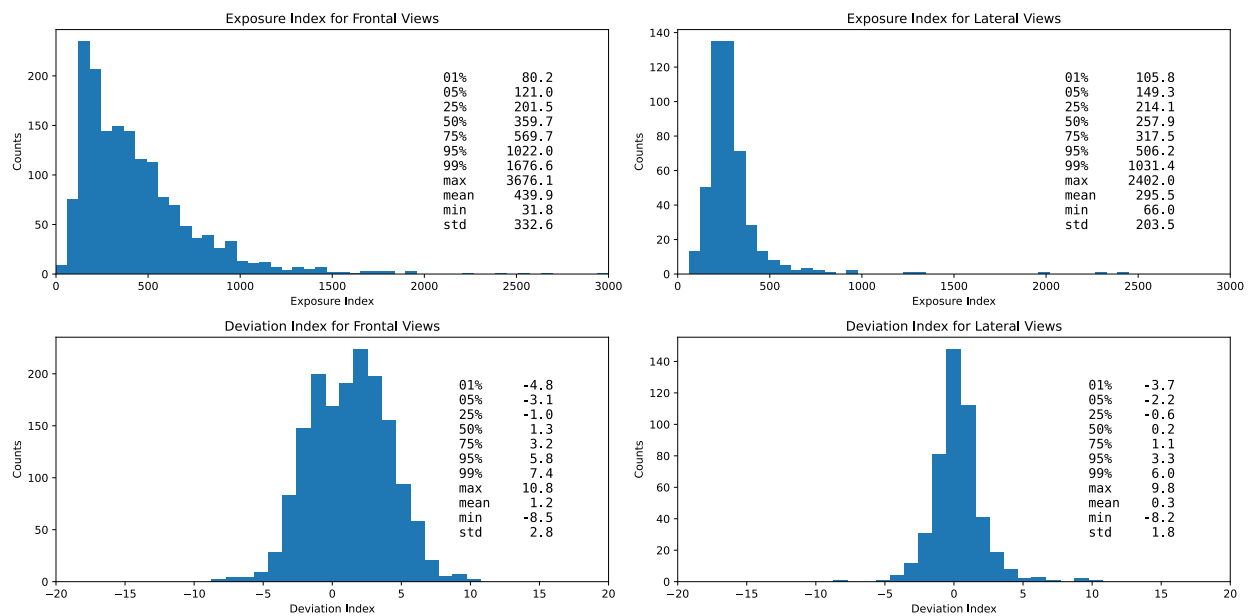 Exposure Index for Frontal Views
Counts
200
150
100
50
0
01% 80.2
05% 121.0
25% 201.5
50% 359.7
75% 569.7
95% 1022.0
99% 1676.6
max 3676.1
mean 439.9
min 31.8
std 332.6
0 500 1000 1500 2000 2500 3000
Exposure Index
Exposure Index for Lateral Views
Counts
140
120
100
80
60
40
20
0
01% 105.8
05% 149.3
25% 214.1
50% 257.9
75% 317.5
95% 506.2
99% 1031.4
max 2402.0
mean 295.5
min 66.0
std 203.5
0 500 1000 1500 2000 2500 3000
Exposure Index
Deviation Index for Frontal Views
Counts
200
150
100
50
0
01% -4.8
05% -3.1
25% -1.0
50% 1.3
75% 3.2
95% 5.8
99% 7.4
max 10.8
mean 1.2
min -8.5
std 2.8
−20 −15 −10 −5 0 5 10 15 20
Deviation Index
Deviation Index for Lateral Views
Counts
140
120
100
80
60
40
20
0
01% -3.7
05% -2.2
25% -0.6
50% 0.2
75% 1.1
95% 3.3
99% 6.0
max 9.8
mean 0.3
min -8.2
std 1.8
−20 −15 −10 −5 0 5 10 15 20
Deviation Index